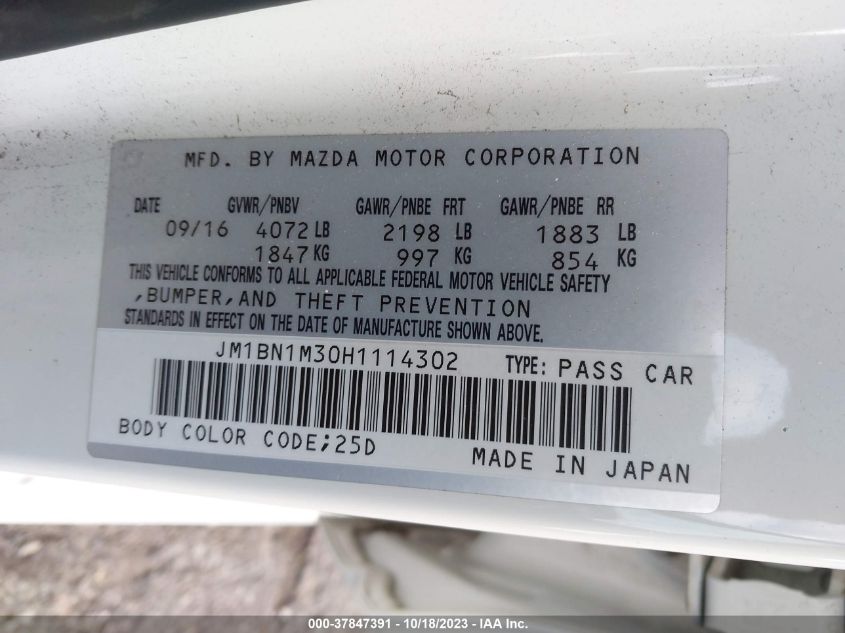 MFD. BY MAZDA MOTOR CORPORATION
DATE GVWR/PNBV GAWR/PNBE FRT GAWR/PNBE RR
09/16 4072 LB 2198 LB 1883 LB
1847 KG 997 KG 854 KG
THIS VEHICLE CONFORMS TO ALL APPLICABLE FEDERAL MOTOR VEHICLE SAFETY
,BUMPER,AND THEFT PREVENTION
STANDARDS IN EFFECT ON THE DATE OF MANUFACTURE SHOWN ABOVE.
JM1BN1M30H1114302 TYPE: PASS CAR
BODY COLOR CODE;25D MADE IN JAPAN
000-37847391 - 10/18/2023 - IAA Inc.